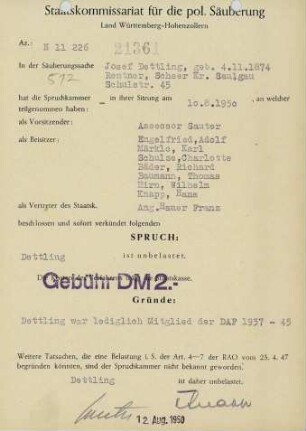 Staatskommissariat für die pol. Säuberung
Land Württemberg-Hohenzollern
Az.: N 11 226
21361
In der Säuberungssache Josef Dettling, geb. 4.11.1874
572 Rentner, Scheer Kr. Saulgau
Schulstr. 45
hat die Spruchkammer – in ihrer Sitzung am 10.8.1950 , an welcher
teilgenommen haben:
als Vorsitzender: Assessor Sauter
als Beisitzer: Engelfried, Adolf
Märkle, Karl
Schulze, Charlotte
Bäder, Richard
Baumann, Thomas
Hirn, Wilhelm
Knapp, Hans
als Vertreter des Staatsk. Ang. Franz
beschlossen und sofort verkündet folgenden
SPRUCH:
Dettling ist unbelastet.
Gebühr DM 2.-
Gründe:
Dettling war lediglich Mitglied der DAF 1937 - 45
Weitere Tatsachen, die eine Belastung i. S. der Art. 4–7 der RAO vom 25. 4. 47
begründen könnten, sind der Spruchkammer nicht bekannt geworden.
Dettling ist daher unbelastet.
12. Aug. 1950